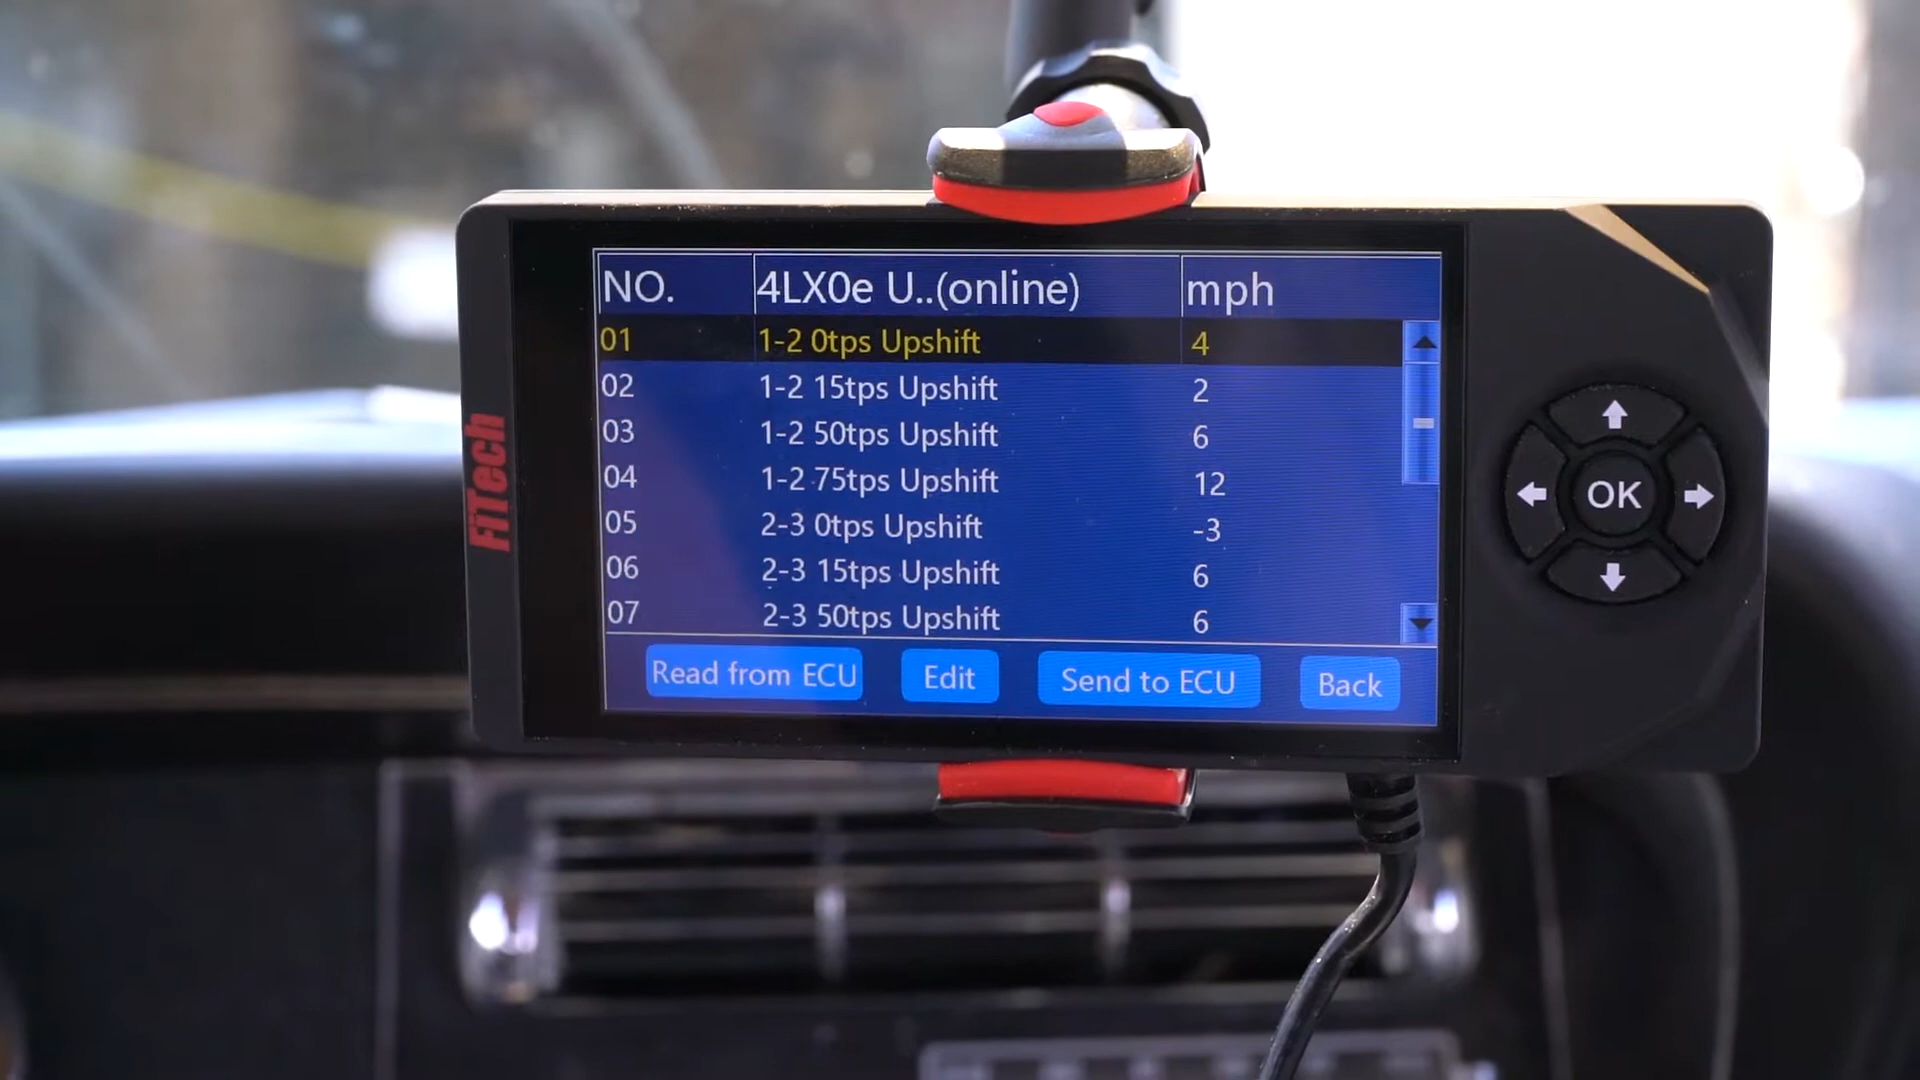 NO. 4LX0e U..(online) mph
01 1-2 0tps Upshift 4
02 1-2 15tps Upshift 2
03 1-2 50tps Upshift 6
04 1-2 75tps Upshift 12
05 2-3 0tps Upshift -3
06 2-3 15tps Upshift 6
07 2-3 50tps Upshift 6
Read from ECU Edit Send to ECU Back
FiTech
OK